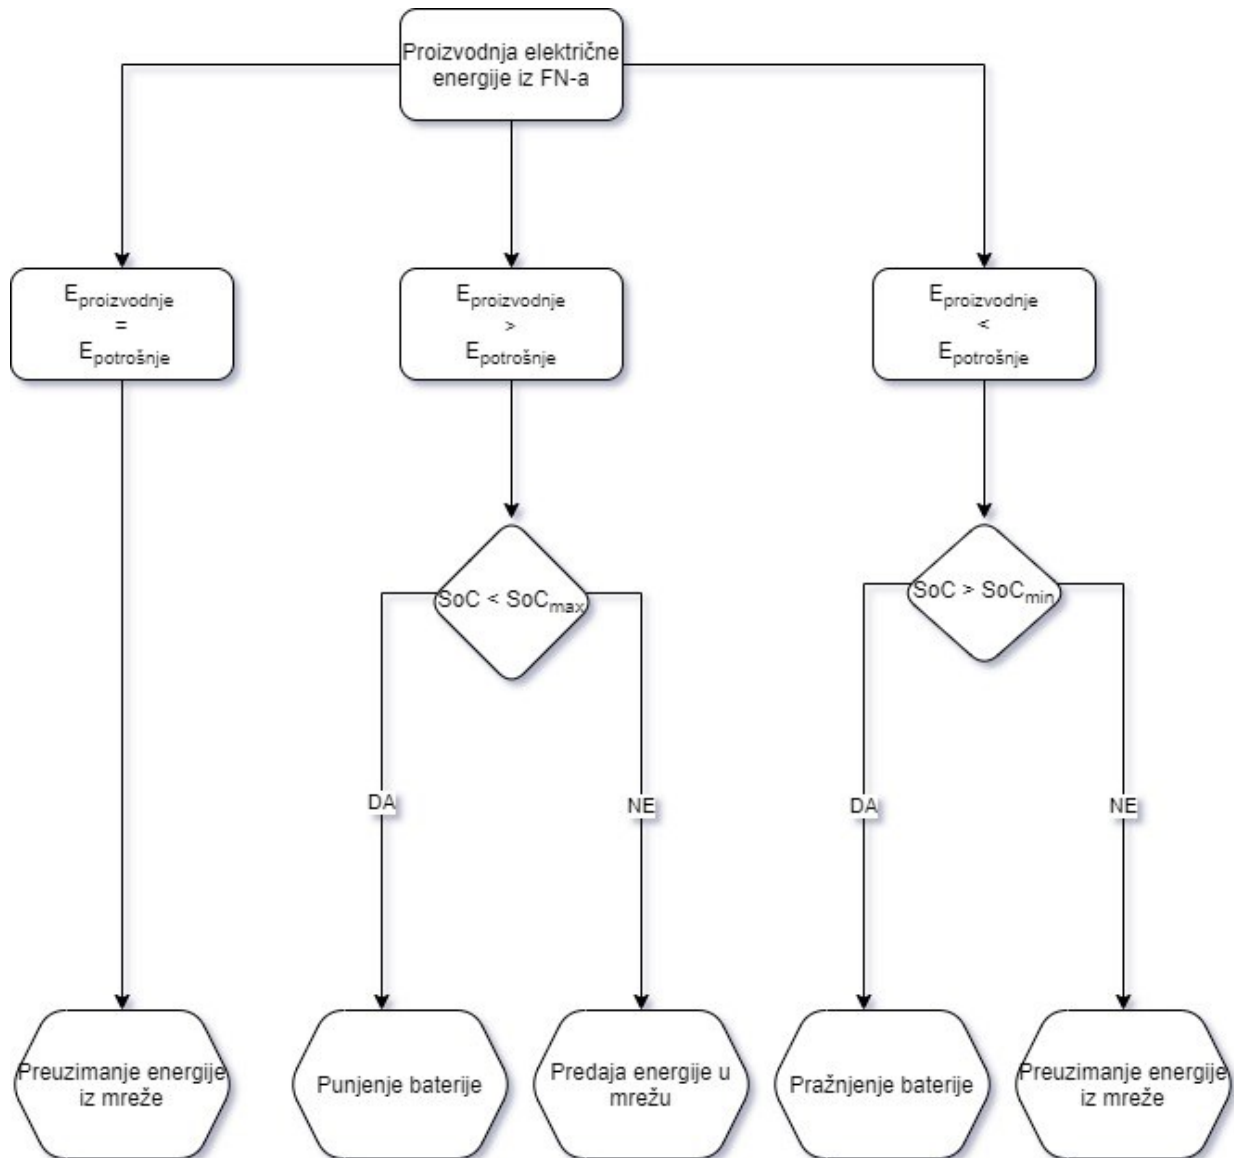 Proizvodnja električne
energije iz FN-a
Eproizvodnje
=
Epotrošnje
Eproizvodnje
>
Epotrošnje
Eproizvodnje
<
Epotrošnje
SoC < SoCmax
SoC > SoCmin
DA
NE
DA
NE
Preuzimanje energije
iz mreže
Punjenje baterije
Predaja energije u
mrežu
Pražnjenje baterije
Preuzimanje energije
iz mreže